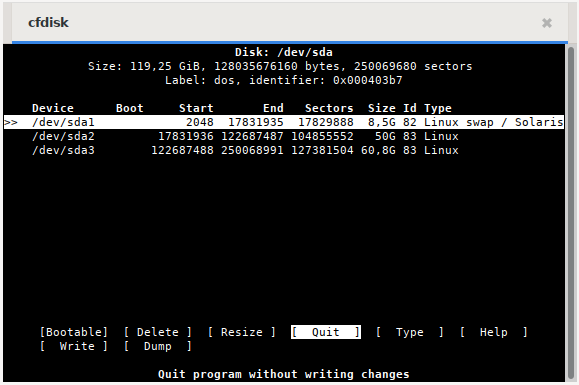 cfdisk ✖
Disk: /dev/sda
Size: 119,25 GiB, 128035676160 bytes, 250069680 sectors
Label: dos, identifier: 0x000403b7
Device Boot Start End Sectors Size Id Type
>> /dev/sda1 2048 17831935 17829888 8,5G 82 Linux swap / Solaris
/dev/sda2 17831936 122687487 104855552 50G 83 Linux
/dev/sda3 122687488 250068991 127381504 60,8G 83 Linux
[Bootable] [ Delete ] [ Resize ] [ Quit ] [ Type ] [ Help ]
[ Write ] [ Dump ]
Quit program without writing changes